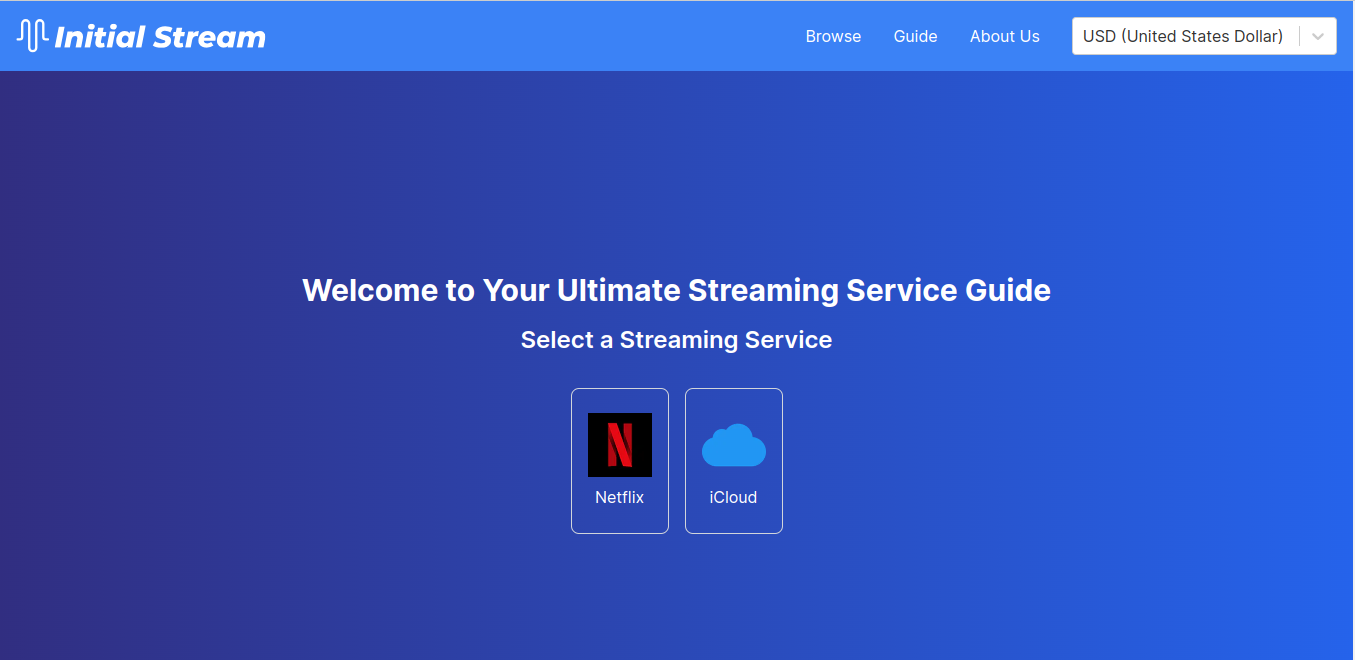 Initial Stream
Browse Guide About Us USD (United States Dollar)
Welcome to Your Ultimate Streaming Service Guide
Select a Streaming Service
N
Netflix iCloud